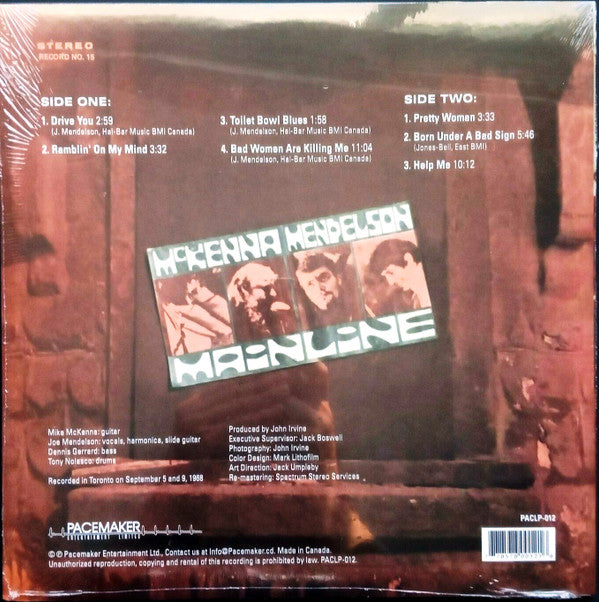 STEREO
RECORD NO. 15
SIDE ONE:
1. Drive You 2:59
(J. Mendelson, Hal-Bar Music BMI Canada)
2. Ramblin' On My Mind 3:32
3. Toilet Bowl Blues 1:58
(J. Mendelson, Hal-Bar Music BMI Canada)
4. Bad Women Are Killing Me 11:04
(J. Mendelson, Hal-Bar Music BMI Canada)
SIDE TWO:
1. Pretty Woman 3:33
2. Born Under A Bad Sign 5:46
(Jones-Bell, East BMI)
3. Help Me 10:12
McKENNA MENDELSON
MAiNLiNE
Mike McKenna: guitar
Joe Mendelson: vocals, harmonica, slide guitar
Dennis Gerrard: bass
Tony Nolasco: drums
Recorded in Toronto on September 5 and 9, 1968
Produced by John Irvine
Executive Supervisor: Jack Boswell
Photography: John Irvine
Color Design: Mark Lithofilm
Art Direction: Jack Umpleby
Re-mastering: Spectrum Stereo Services
PACEMAKER
ENTERTAINMENT LIMITED
© ℗ Pacemaker Entertainment Ltd., Contact us at Info@Pacemaker.cd. Made in Canada.
Unauthorized reproduction, copying and rental of this recording is prohibited by law. PACLP-012.
PACLP-012